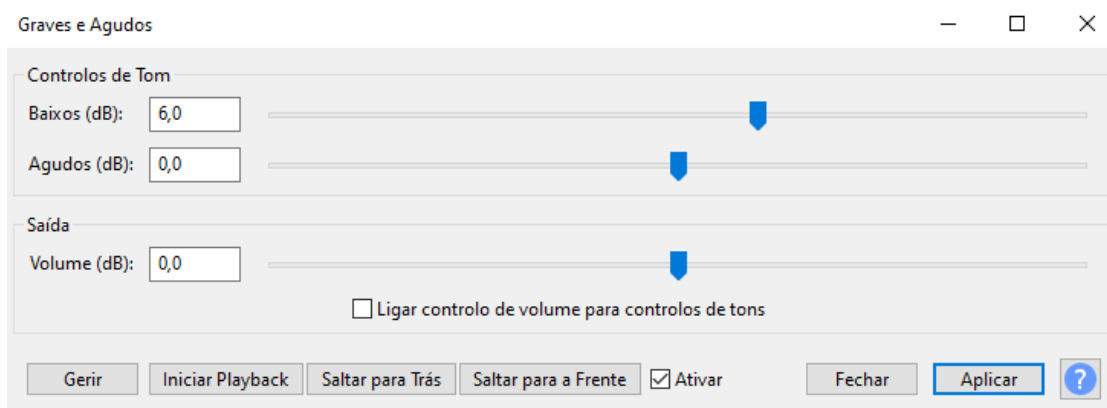 Graves e Agudos
Controlos de Tom
Baixos (dB): 6,0
Agudos (dB): 0,0
Saída
Volume (dB): 0,0
Ligar controlo de volume para controlos de tons
Gerir Iniciar Playback Saltar para Trás Saltar para a Frente Ativar Fechar Aplicar ?